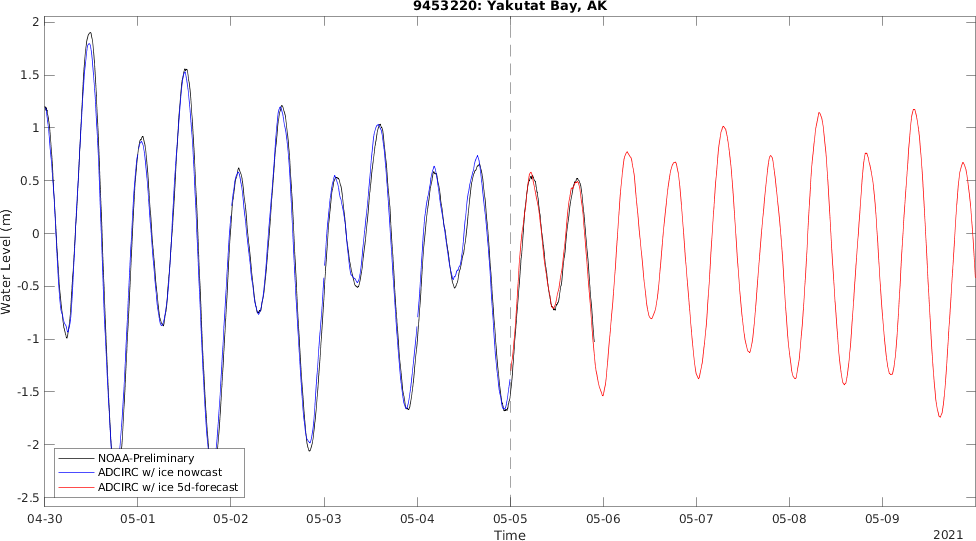 9453220: Yakutat Bay, AK
2
1.5
1
0.5
0
-0.5
-1
-1.5
-2
-2.5
Water Level (m)
NOAA-Preliminary
ADCIRC w/ ice nowcast
ADCIRC w/ ice 5d-forecast
04-30 05-01 05-02 05-03 05-04 05-05 05-06 05-07 05-08 05-09
Time
2021